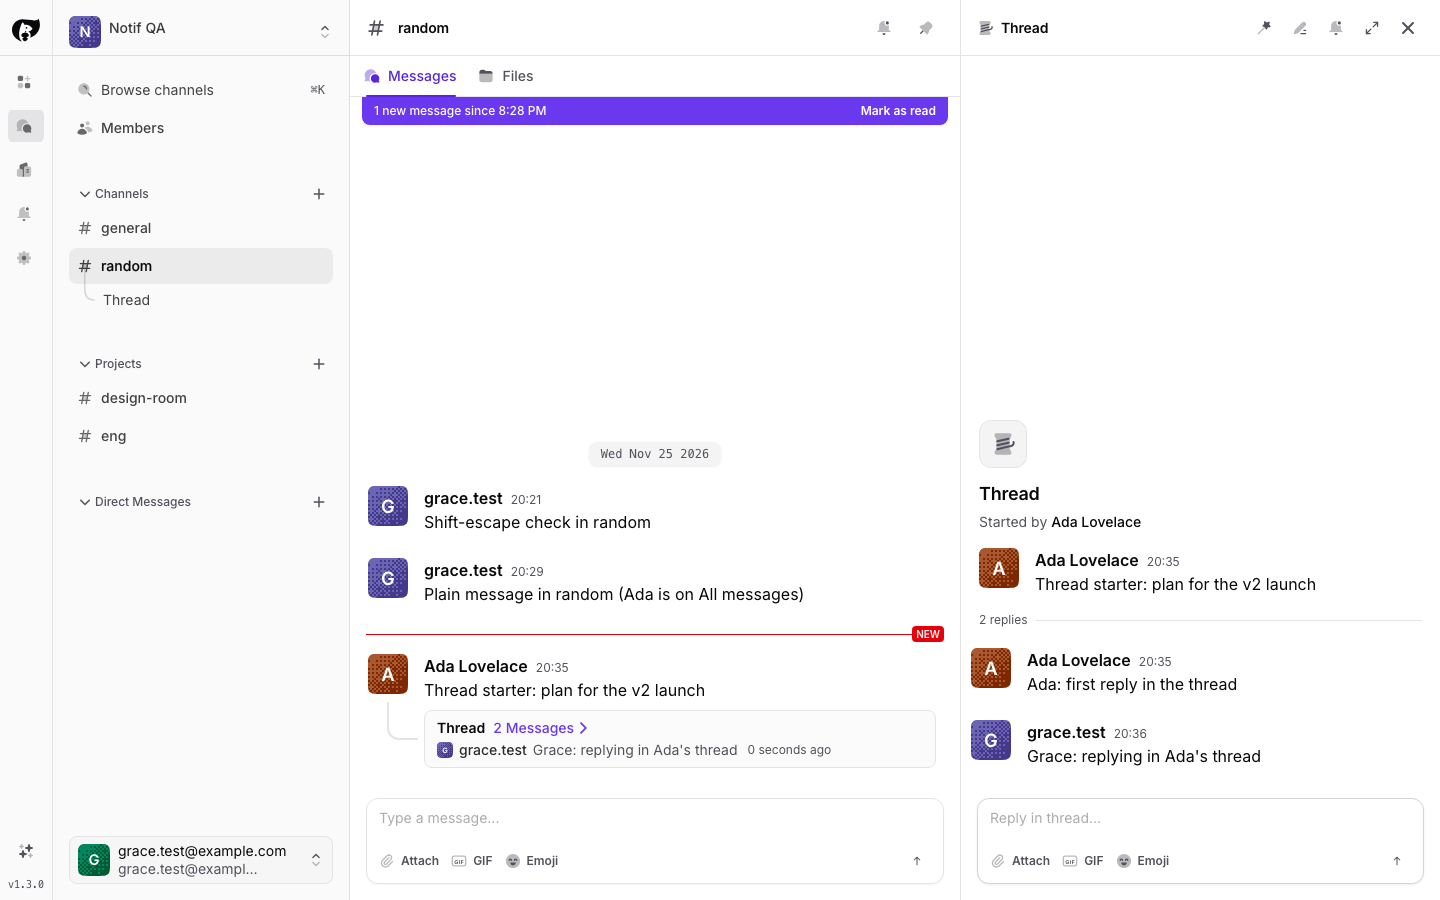 N Notif QA
Browse channels ⌘K
Members
Channels
# general
# random
Thread
Projects
# design-room
# eng
Direct Messages
G grace.test@example.com
grace.test@exampl...
v1.3.0
# random
Messages Files
1 new message since 8:28 PM Mark as read
Wed Nov 25 2026
G grace.test 20:21
Shift-escape check in random
G grace.test 20:29
Plain message in random (Ada is on All messages)
NEW
A Ada Lovelace 20:35
Thread starter: plan for the v2 launch
Thread 2 Messages
G grace.test Grace: replying in Ada's thread 0 seconds ago
Type a message...
Attach GIF GIF Emoji
Thread
Thread
Started by Ada Lovelace
A Ada Lovelace 20:35
Thread starter: plan for the v2 launch
2 replies
A Ada Lovelace 20:35
Ada: first reply in the thread
G grace.test 20:36
Grace: replying in Ada's thread
Reply in thread...
Attach GIF GIF Emoji